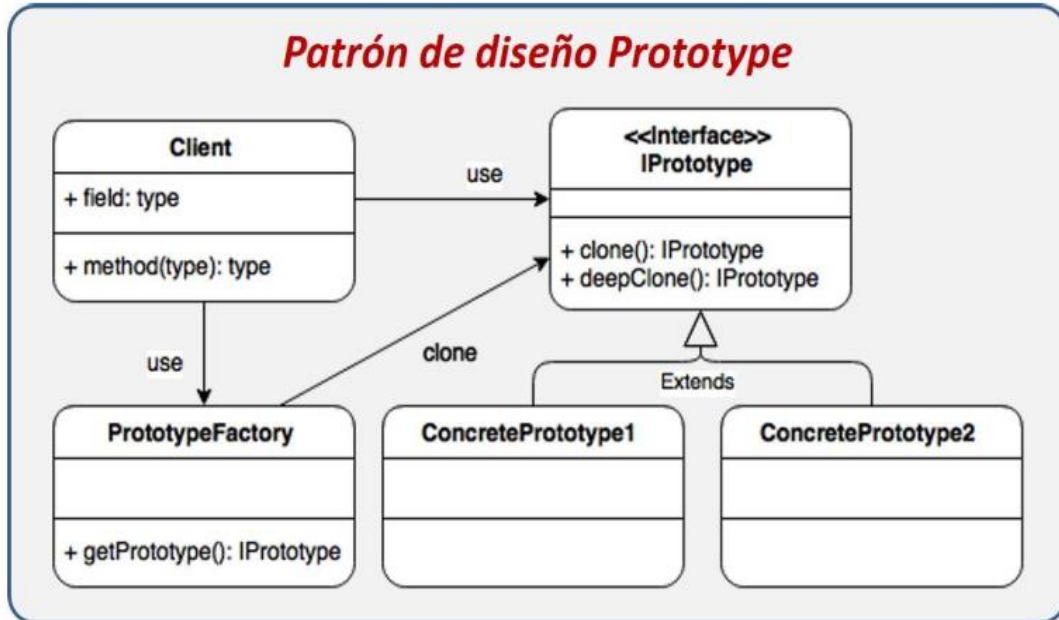 Patrón de diseño Prototype
Client
+ field: type
+ method(type): type
use
<<Interface>>
IPrototype
+ clone(): IPrototype
+ deepClone(): IPrototype
use
clone
Extends
PrototypeFactory
+ getPrototype(): IPrototype
ConcretePrototype1
ConcretePrototype2